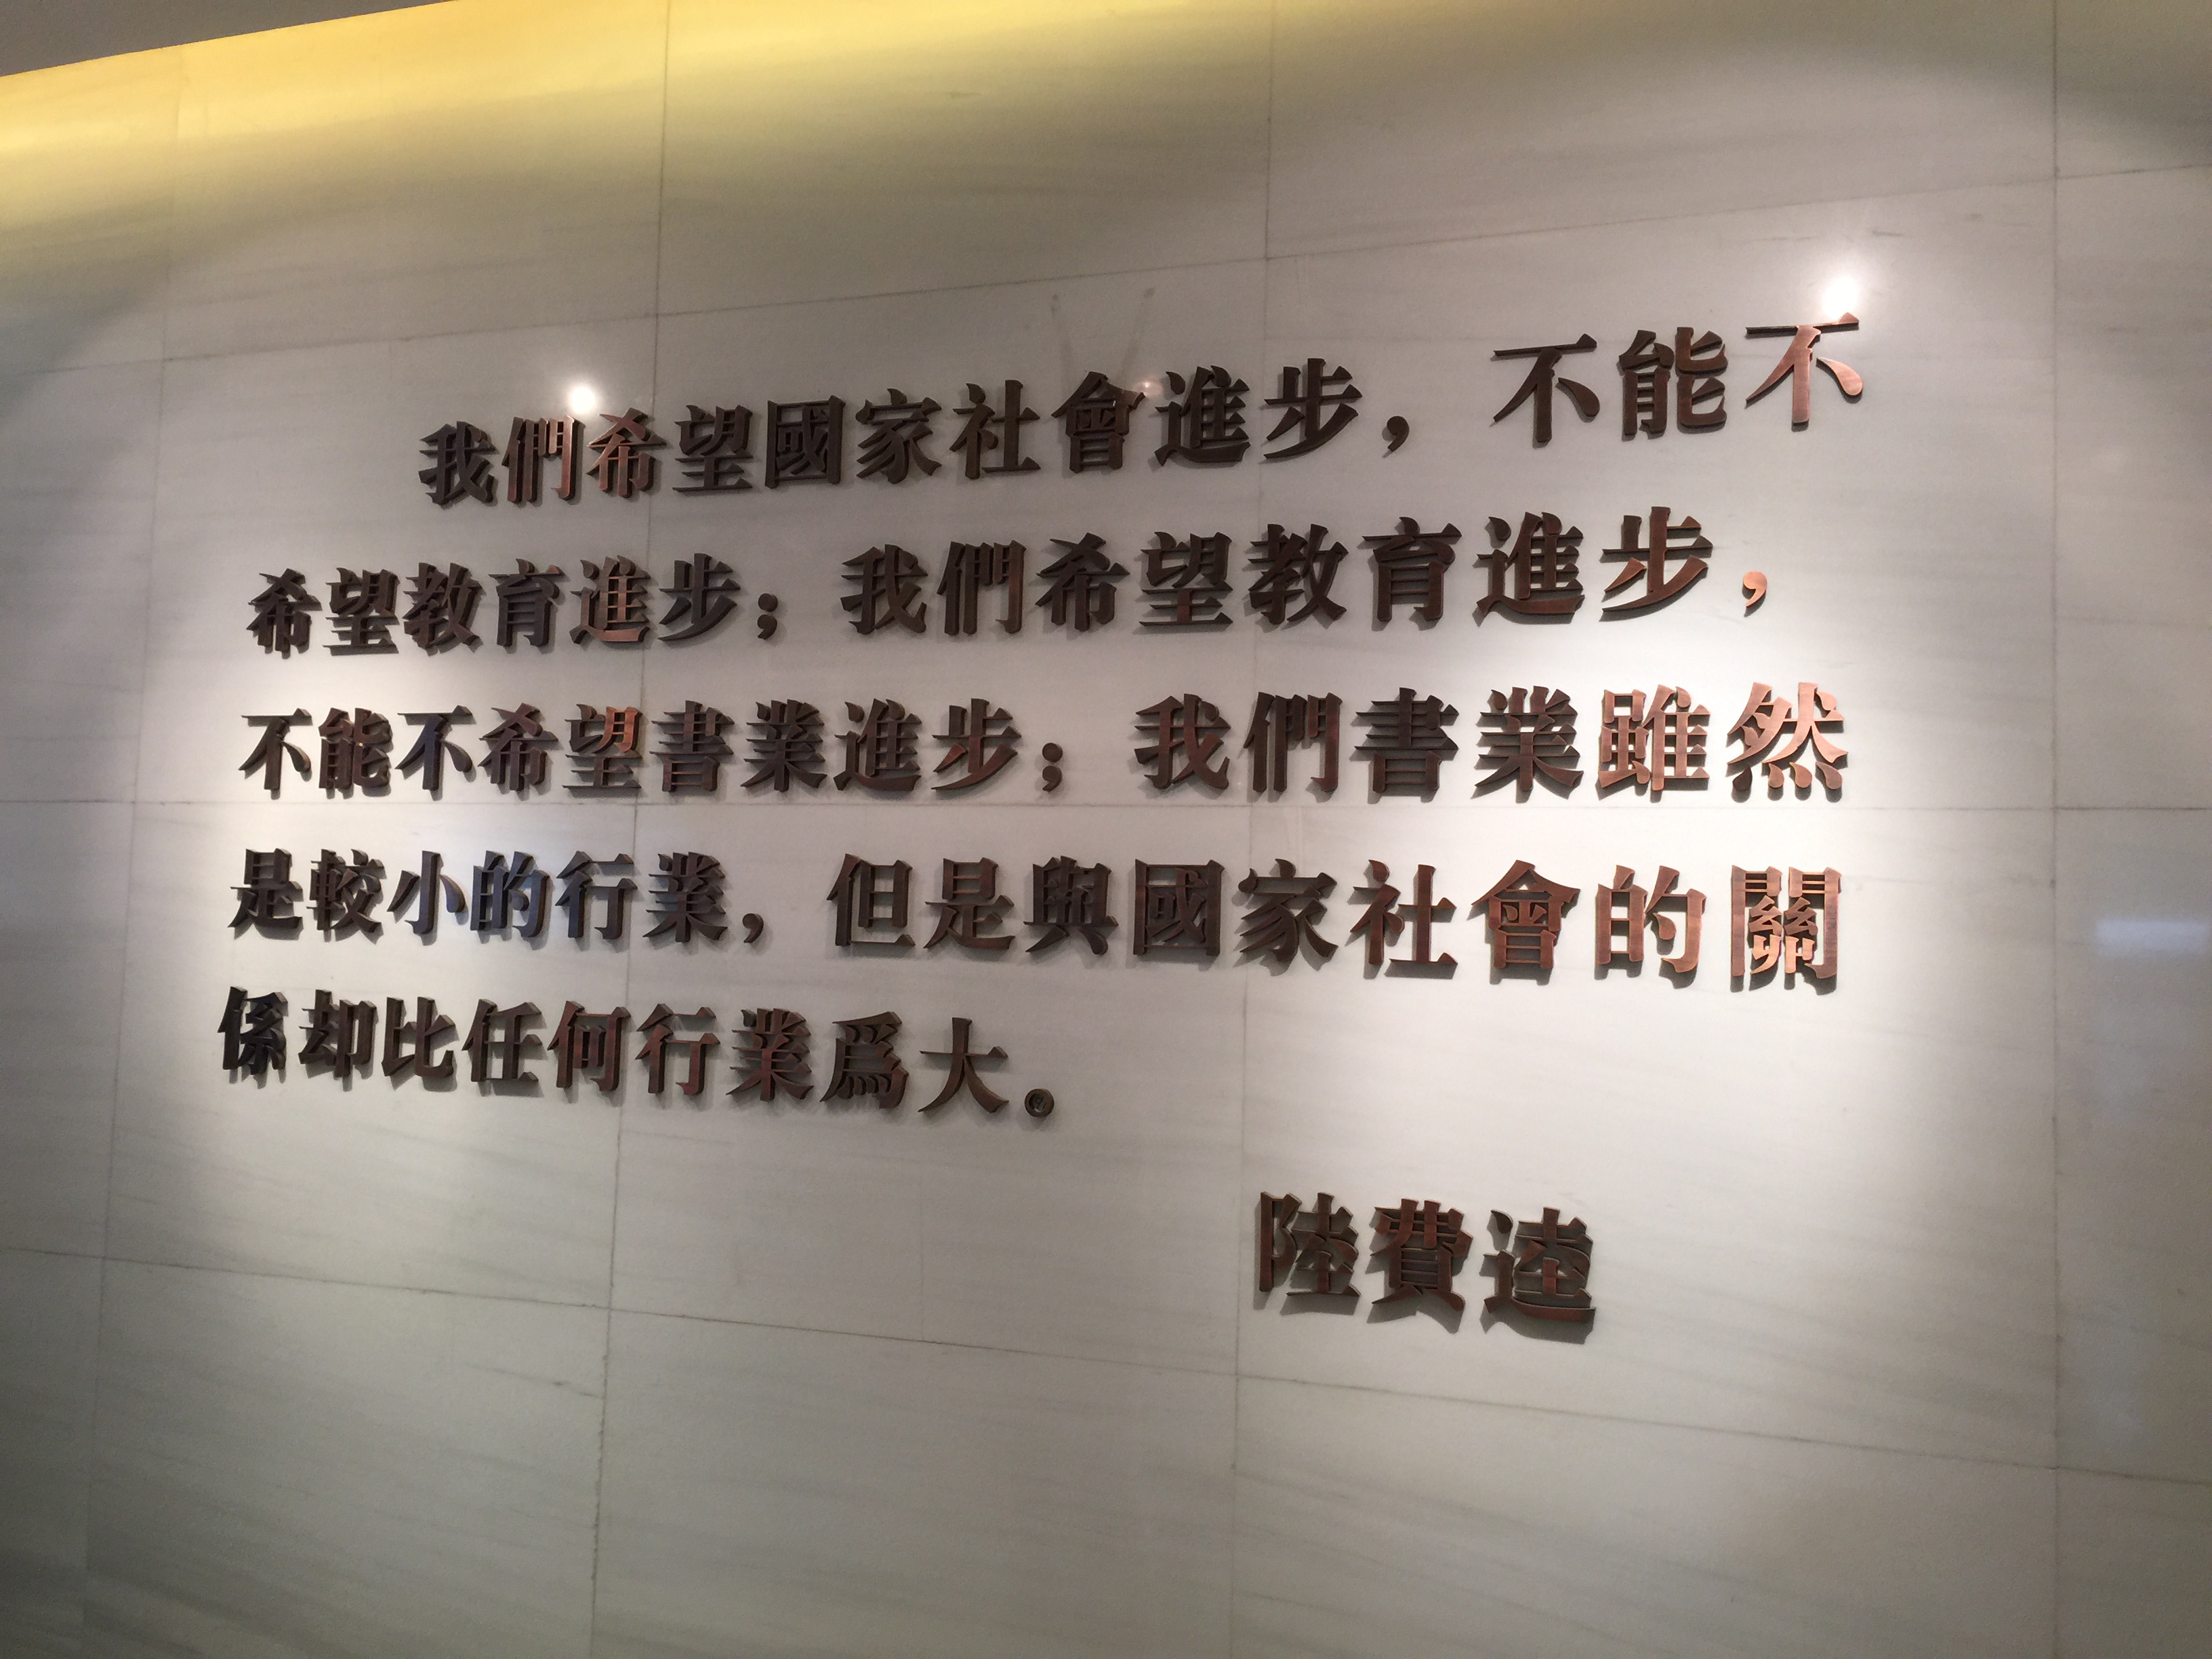 我們希望國家社會進步，不能不
希望教育進步；我們希望教育進步，
不能不希望書業進步；我們書業雖然
是較小的行業，但是與國家社會的關
係却比任何行業爲大。
陸費逵